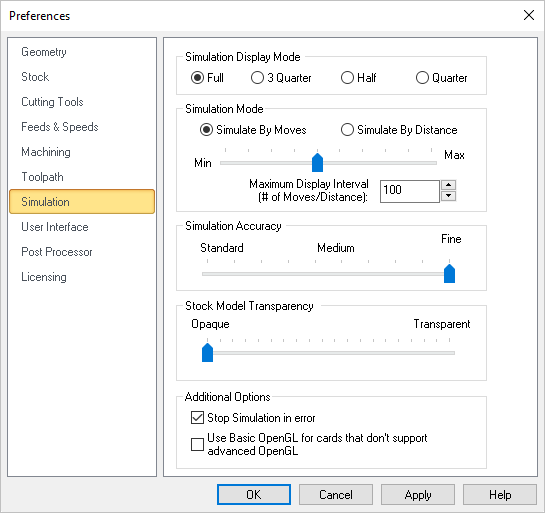 Preferences
Geometry
Stock
Cutting Tools
Feeds & Speeds
Machining
Toolpath
Simulation
User Interface
Post Processor
Licensing
Simulation Display Mode
Full 3 Quarter Half Quarter
Simulation Mode
Simulate By Moves Simulate By Distance
Min Max
Maximum Display Interval
(# of Moves/Distance): 100
Simulation Accuracy
Standard Medium Fine
Stock Model Transparency
Opaque Transparent
Additional Options
Stop Simulation in error
Use Basic OpenGL for cards that don't support
advanced OpenGL
OK Cancel Apply Help